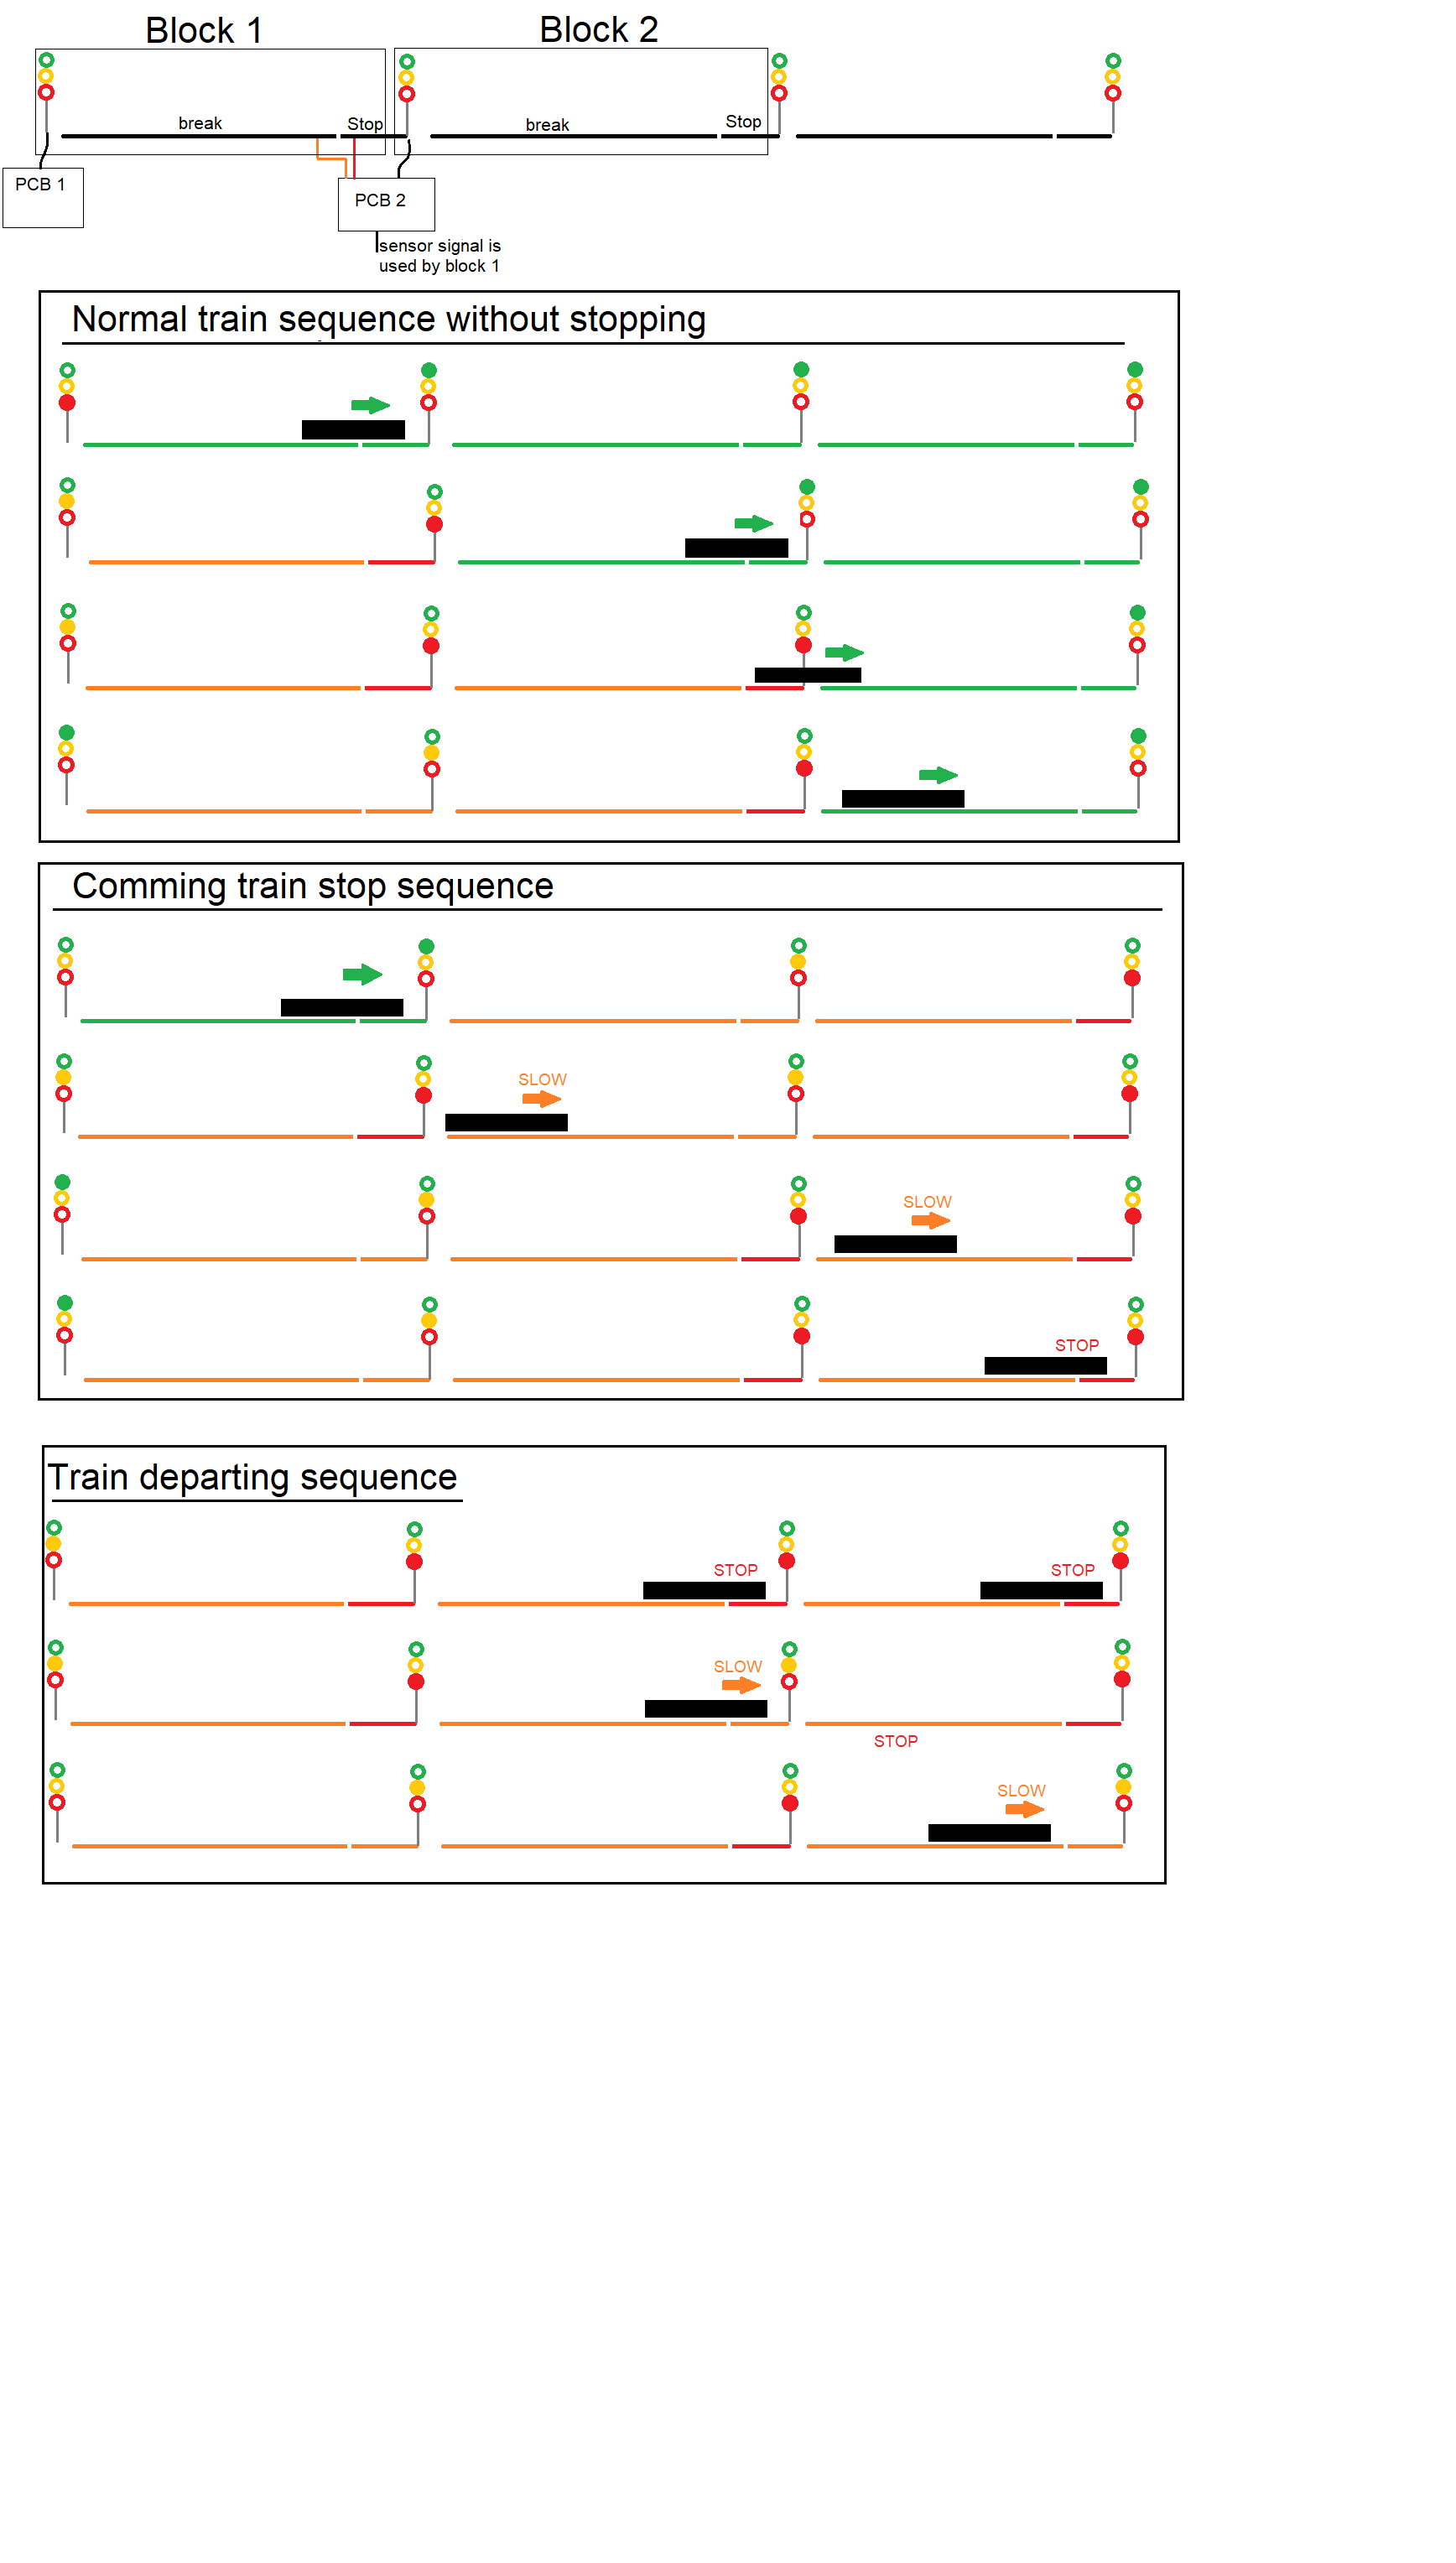 Block 1
Block 2
break
Stop
break
Stop
PCB 1
PCB 2
sensor signal is
used by block 1
Normal train sequence without stopping
Comming train stop sequence
SLOW
SLOW
STOP
Train departing sequence
STOP
STOP
SLOW
STOP
SLOW